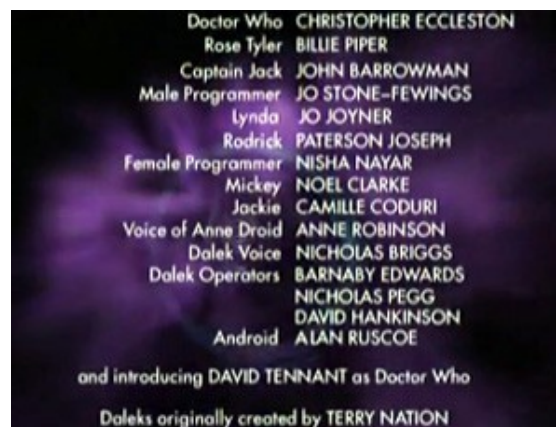 Doctor Who CHRISTOPHER ECCLESTON
Rose Tyler BILLIE PIPER
Captain Jack JOHN BARROWMAN
Male Programmer JO STONE-FEWINGS
Lynda JO JOYNER
Rodrick PATERSON JOSEPH
Female Programmer NISHA NAYAR
Mickey NOEL CLARKE
Jackie CAMILLE CODURI
Voice of Anne Droid ANNE ROBINSON
Dalek Voice NICHOLAS BRIGGS
Dalek Operators BARNABY EDWARDS
NICHOLAS PEGG
DAVID HANKINSON
Android ALAN RUSCOE
and introducing DAVID TENNANT as Doctor Who
Daleks originally created by TERRY NATION